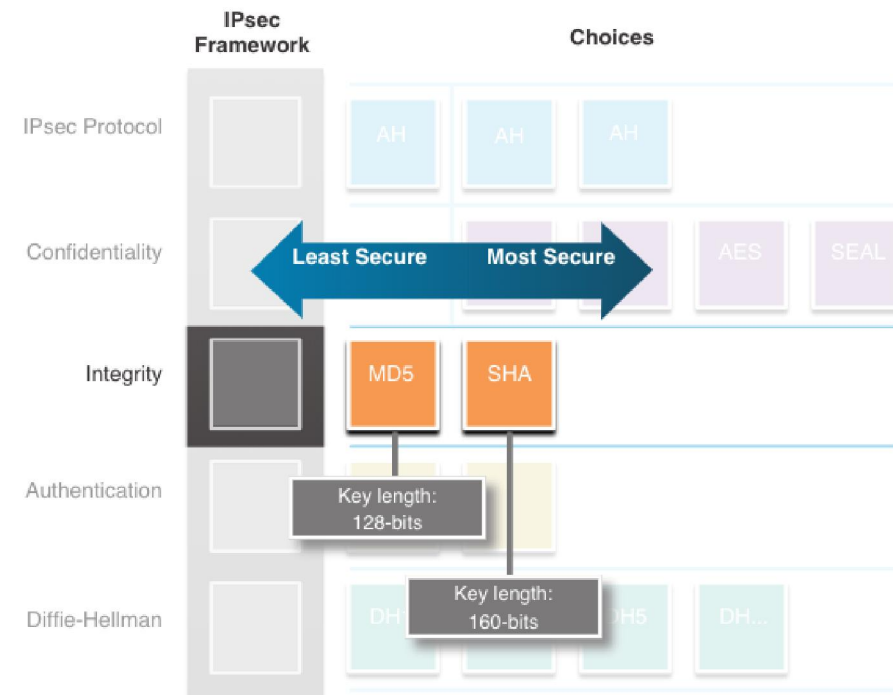 IPsec
Framework
Choices
IPsec Protocol
AH
AH
AH
Confidentiality
Least Secure
Most Secure
AES
SEAL
Integrity
MD5
SHA
Authentication
Key length:
128-bits
Key length:
160-bits
Diffie-Hellman
DH5
DH...